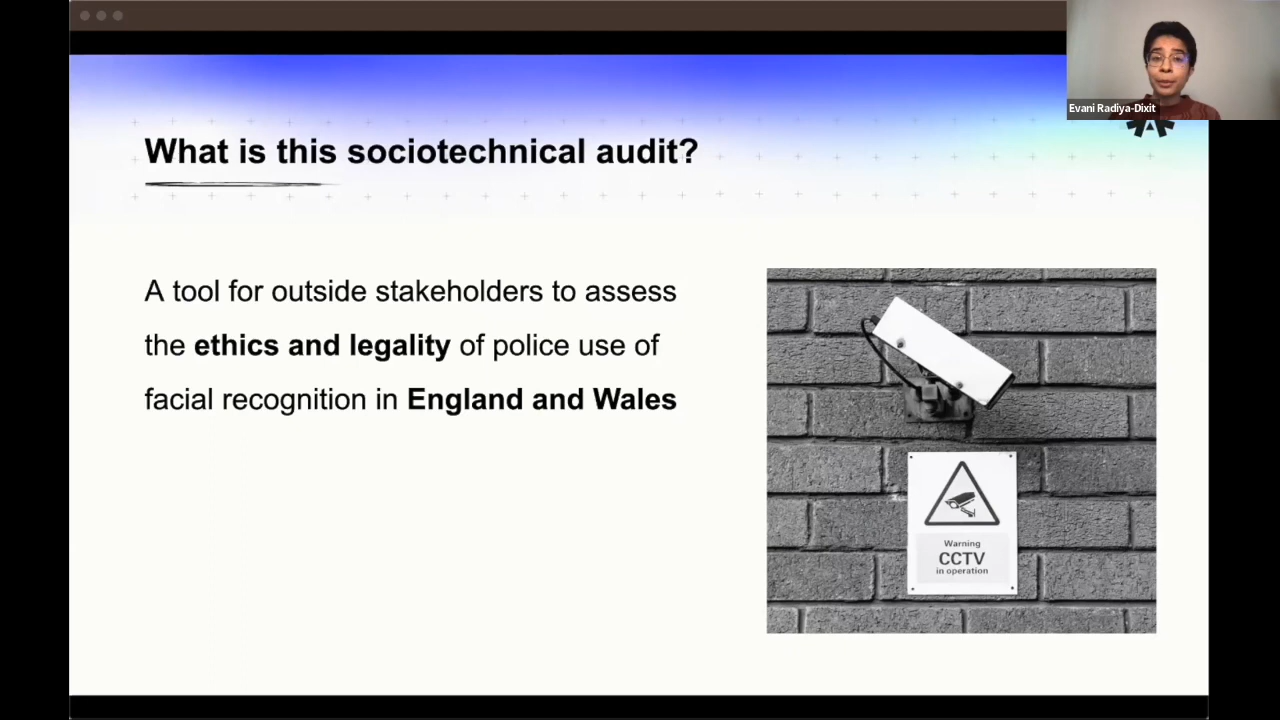 Evani Radiya-Dixit
What is this sociotechnical audit?
A tool for outside stakeholders to assess
the ethics and legality of police use of
facial recognition in England and Wales
Warning
CCTV
in operation